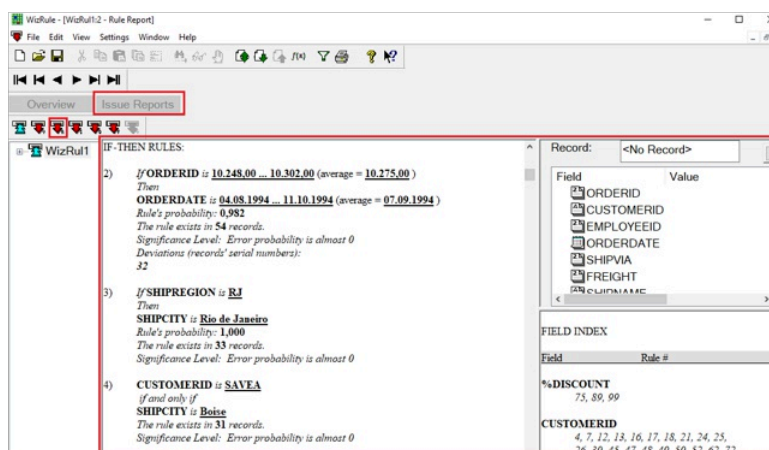 WizRule - [WizRul1:2 - Rule Report]
File Edit View Settings Window Help
Overview Issue Reports
WizRul1
IF-THEN RULES:
2) If ORDERID is 10.248,00 ... 10.302,00 (average = 10.275,00 )
Then
ORDERDATE is 04.08.1994 ... 11.10.1994 (average = 07.09.1994 )
Rule's probability: 0,982
The rule exists in 54 records.
Significance Level: Error probability is almost 0
Deviations (records' serial numbers):
32
3) If SHIPREGION is RJ
Then
SHIPCITY is Rio de Janeiro
Rule's probability: 1,000
The rule exists in 33 records.
Significance Level: Error probability is almost 0
4) CUSTOMERID is SAVEA
if and only if
SHIPCITY is Boise
The rule exists in 31 records.
Significance Level: Error probability is almost 0
Record: <No Record>
Field Value
ORDERID
CUSTOMERID
EMPLOYEEID
ORDERDATE
SHIPVIA
FREIGHT
SHIPNAME
FIELD INDEX
Field Rule #
%DISCOUNT
75, 89, 99
CUSTOMERID
4, 7, 12, 13, 16, 17, 18, 21, 24, 25,